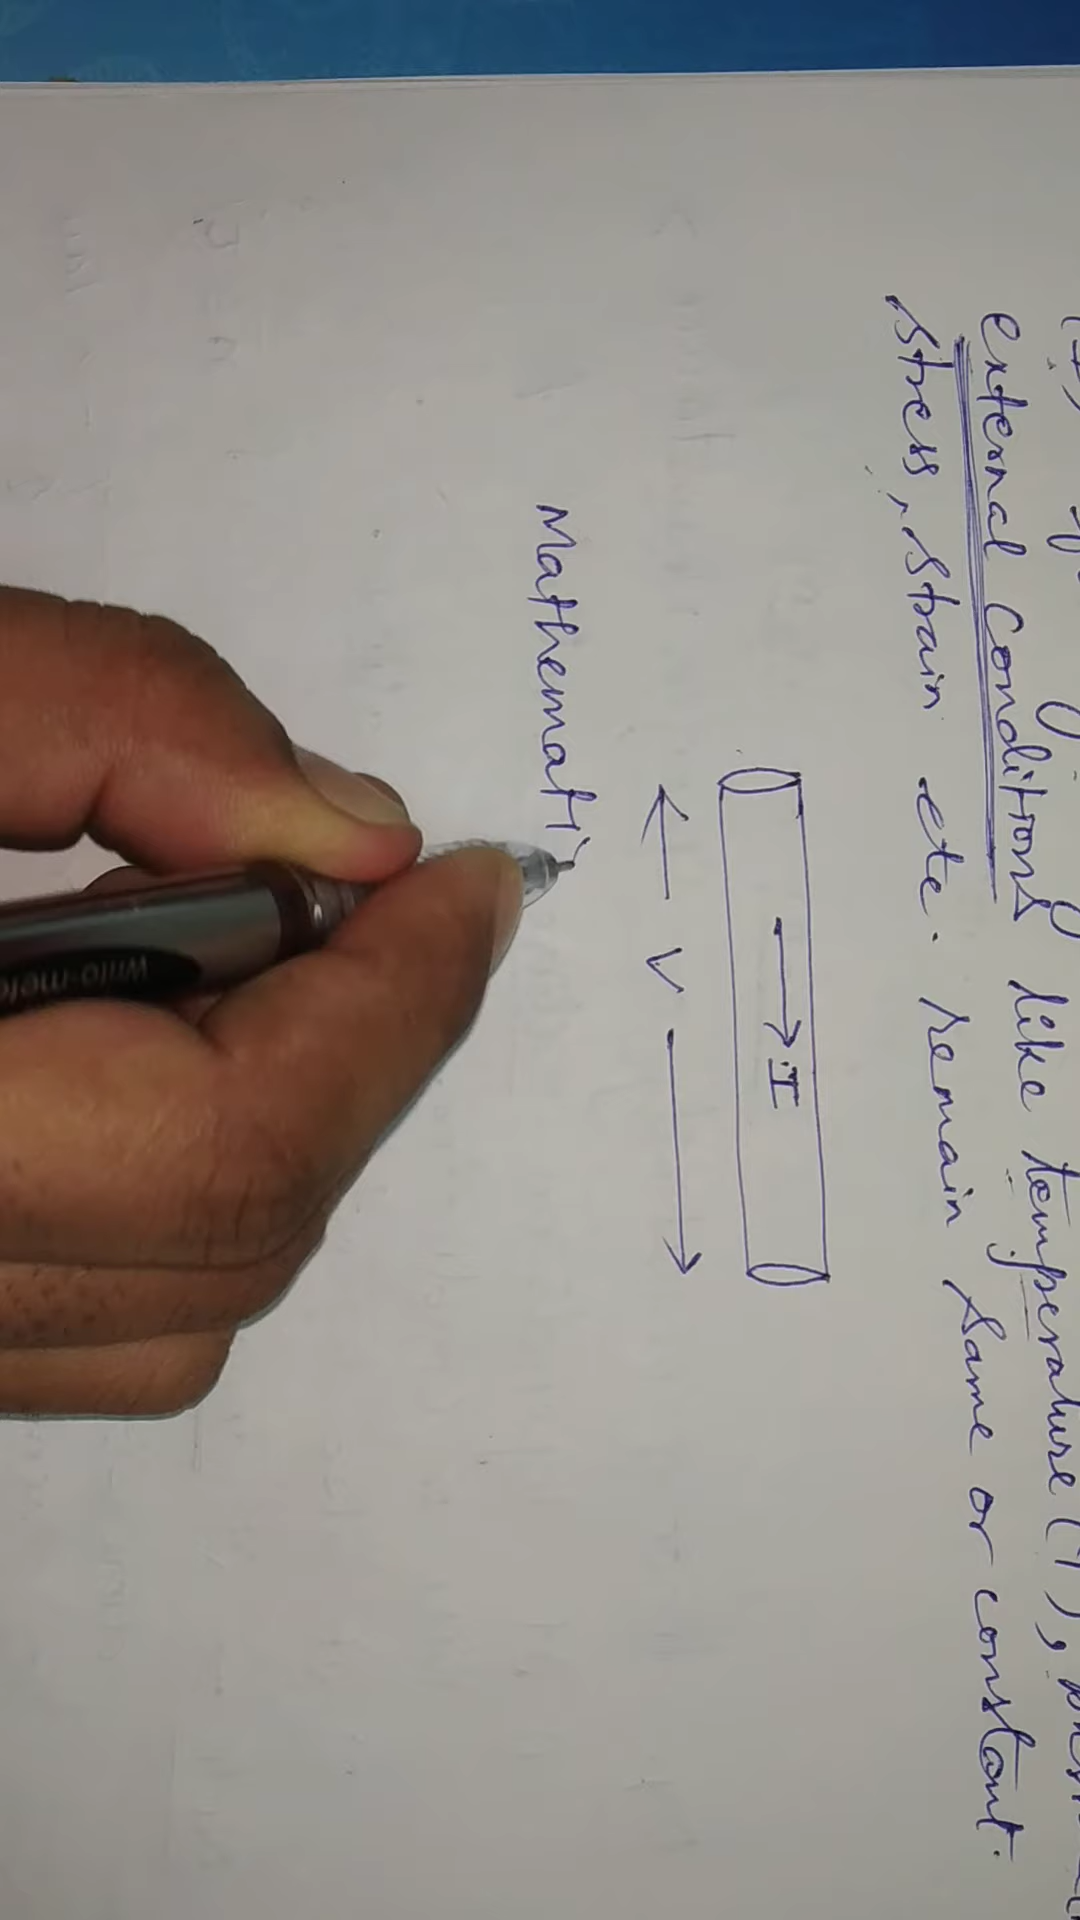 external conditions like temperature (T),
stress, strain etc. remain same or constant.
I
V
Mathemati